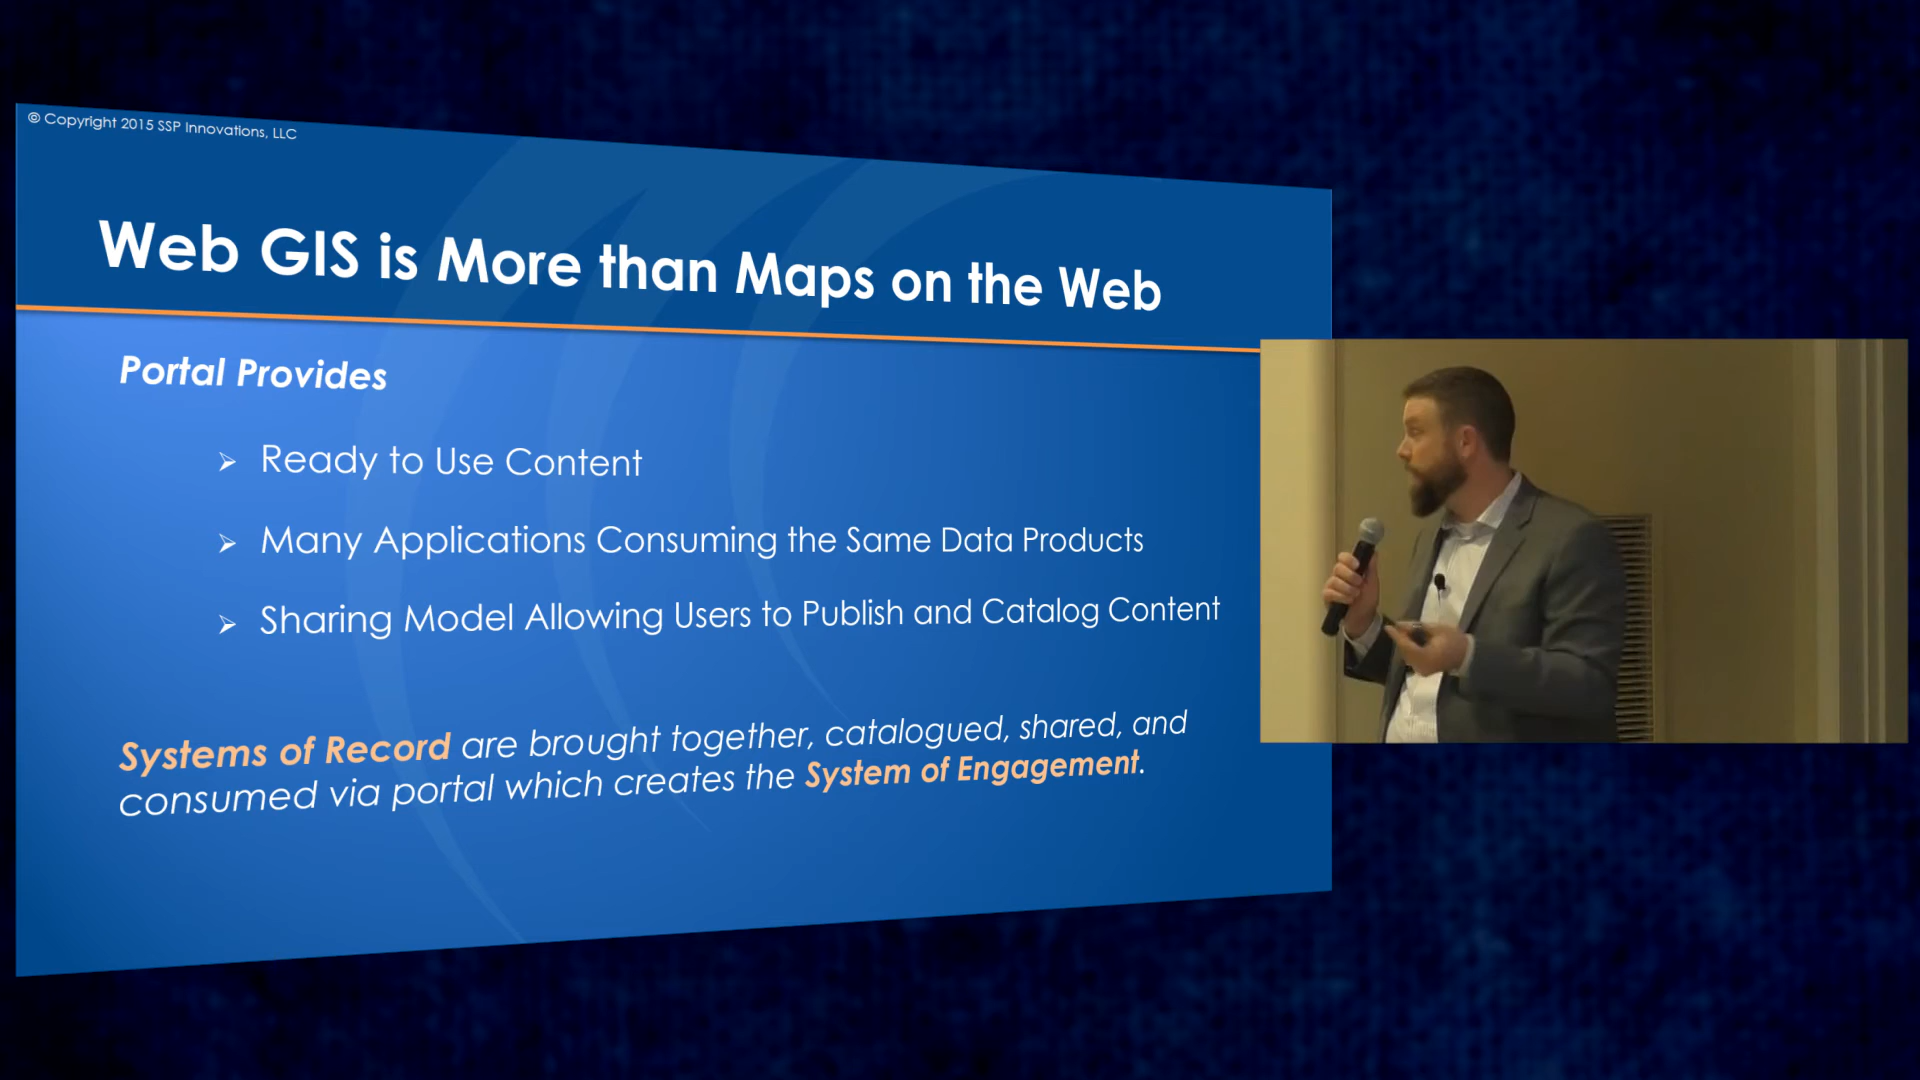 © Copyright 2015 SSP Innovations, LLC
Web GIS is More than Maps on the Web
Portal Provides
Ready to Use Content
Many Applications Consuming the Same Data Products
Sharing Model Allowing Users to Publish and Catalog Content
Systems of Record are brought together, catalogued, shared, and
consumed via portal which creates the System of Engagement.